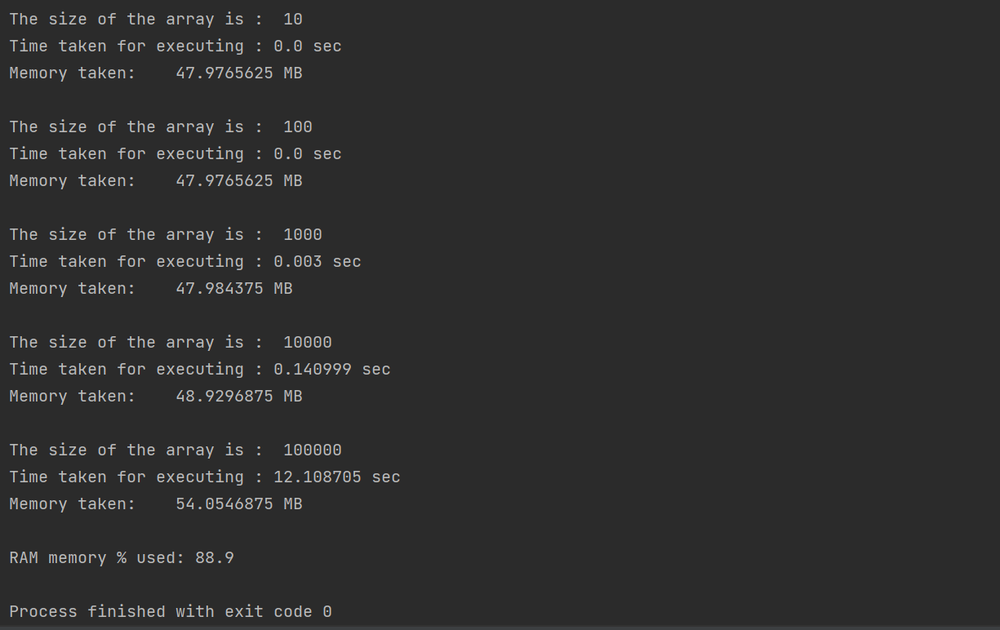 The size of the array is :  10
Time taken for executing : 0.0 sec
Memory taken:    47.9765625 MB
The size of the array is :  100
Time taken for executing : 0.0 sec
Memory taken:    47.9765625 MB
The size of the array is :  1000
Time taken for executing : 0.003 sec
Memory taken:    47.984375 MB
The size of the array is :  10000
Time taken for executing : 0.140999 sec
Memory taken:    48.9296875 MB
The size of the array is :  100000
Time taken for executing : 12.108705 sec
Memory taken:    54.0546875 MB
RAM memory % used: 88.9
Process finished with exit code 0